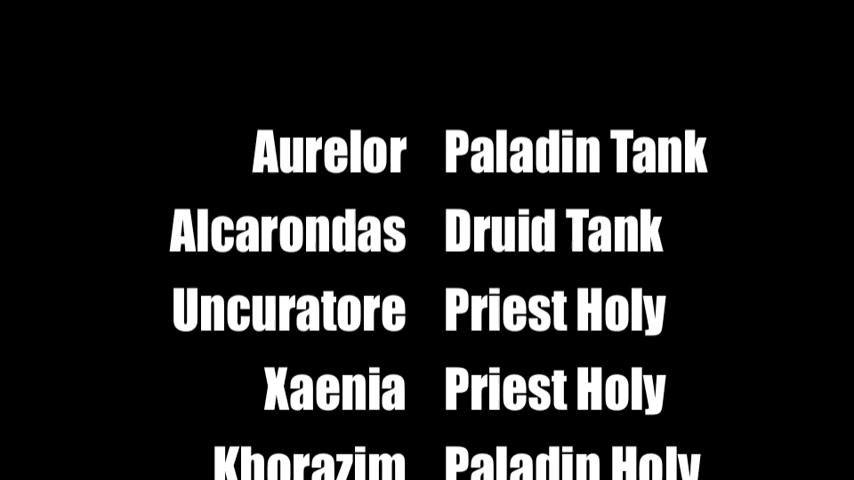 Aurelor Paladin Tank
Alcarondas Druid Tank
Uncuratore Priest Holy
Xaenia Priest Holy
Khorazim Paladin Holy